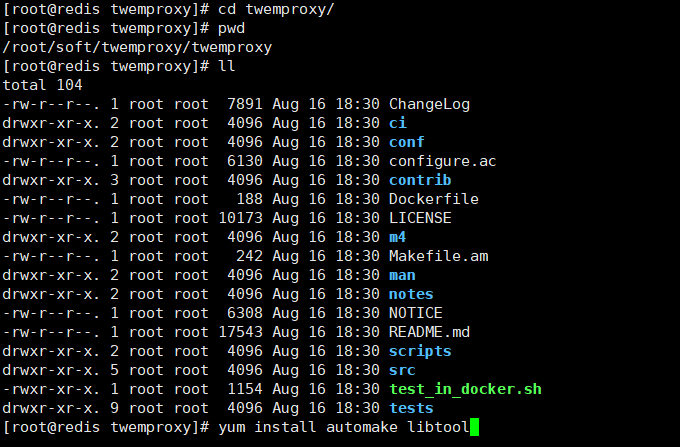 [root@redis twemproxy]# cd twemproxy/
[root@redis twemproxy]# pwd
/root/soft/twemproxy/twemproxy
[root@redis twemproxy]# ll
total 104
-rw-r--r--. 1 root root  7891 Aug 16 18:30 ChangeLog
drwxr-xr-x. 2 root root  4096 Aug 16 18:30 ci
drwxr-xr-x. 2 root root  4096 Aug 16 18:30 conf
-rw-r--r--. 1 root root  6130 Aug 16 18:30 configure.ac
drwxr-xr-x. 3 root root  4096 Aug 16 18:30 contrib
-rw-r--r--. 1 root root   188 Aug 16 18:30 Dockerfile
-rw-r--r--. 1 root root 10173 Aug 16 18:30 LICENSE
drwxr-xr-x. 2 root root  4096 Aug 16 18:30 m4
-rw-r--r--. 1 root root   242 Aug 16 18:30 Makefile.am
drwxr-xr-x. 2 root root  4096 Aug 16 18:30 man
drwxr-xr-x. 2 root root  4096 Aug 16 18:30 notes
-rw-r--r--. 1 root root  6308 Aug 16 18:30 NOTICE
-rw-r--r--. 1 root root 17543 Aug 16 18:30 README.md
drwxr-xr-x. 2 root root  4096 Aug 16 18:30 scripts
drwxr-xr-x. 5 root root  4096 Aug 16 18:30 src
-rwxr-xr-x. 1 root root  1154 Aug 16 18:30 test_in_docker.sh
drwxr-xr-x. 9 root root  4096 Aug 16 18:30 tests
[root@redis twemproxy]# yum install automake libtool